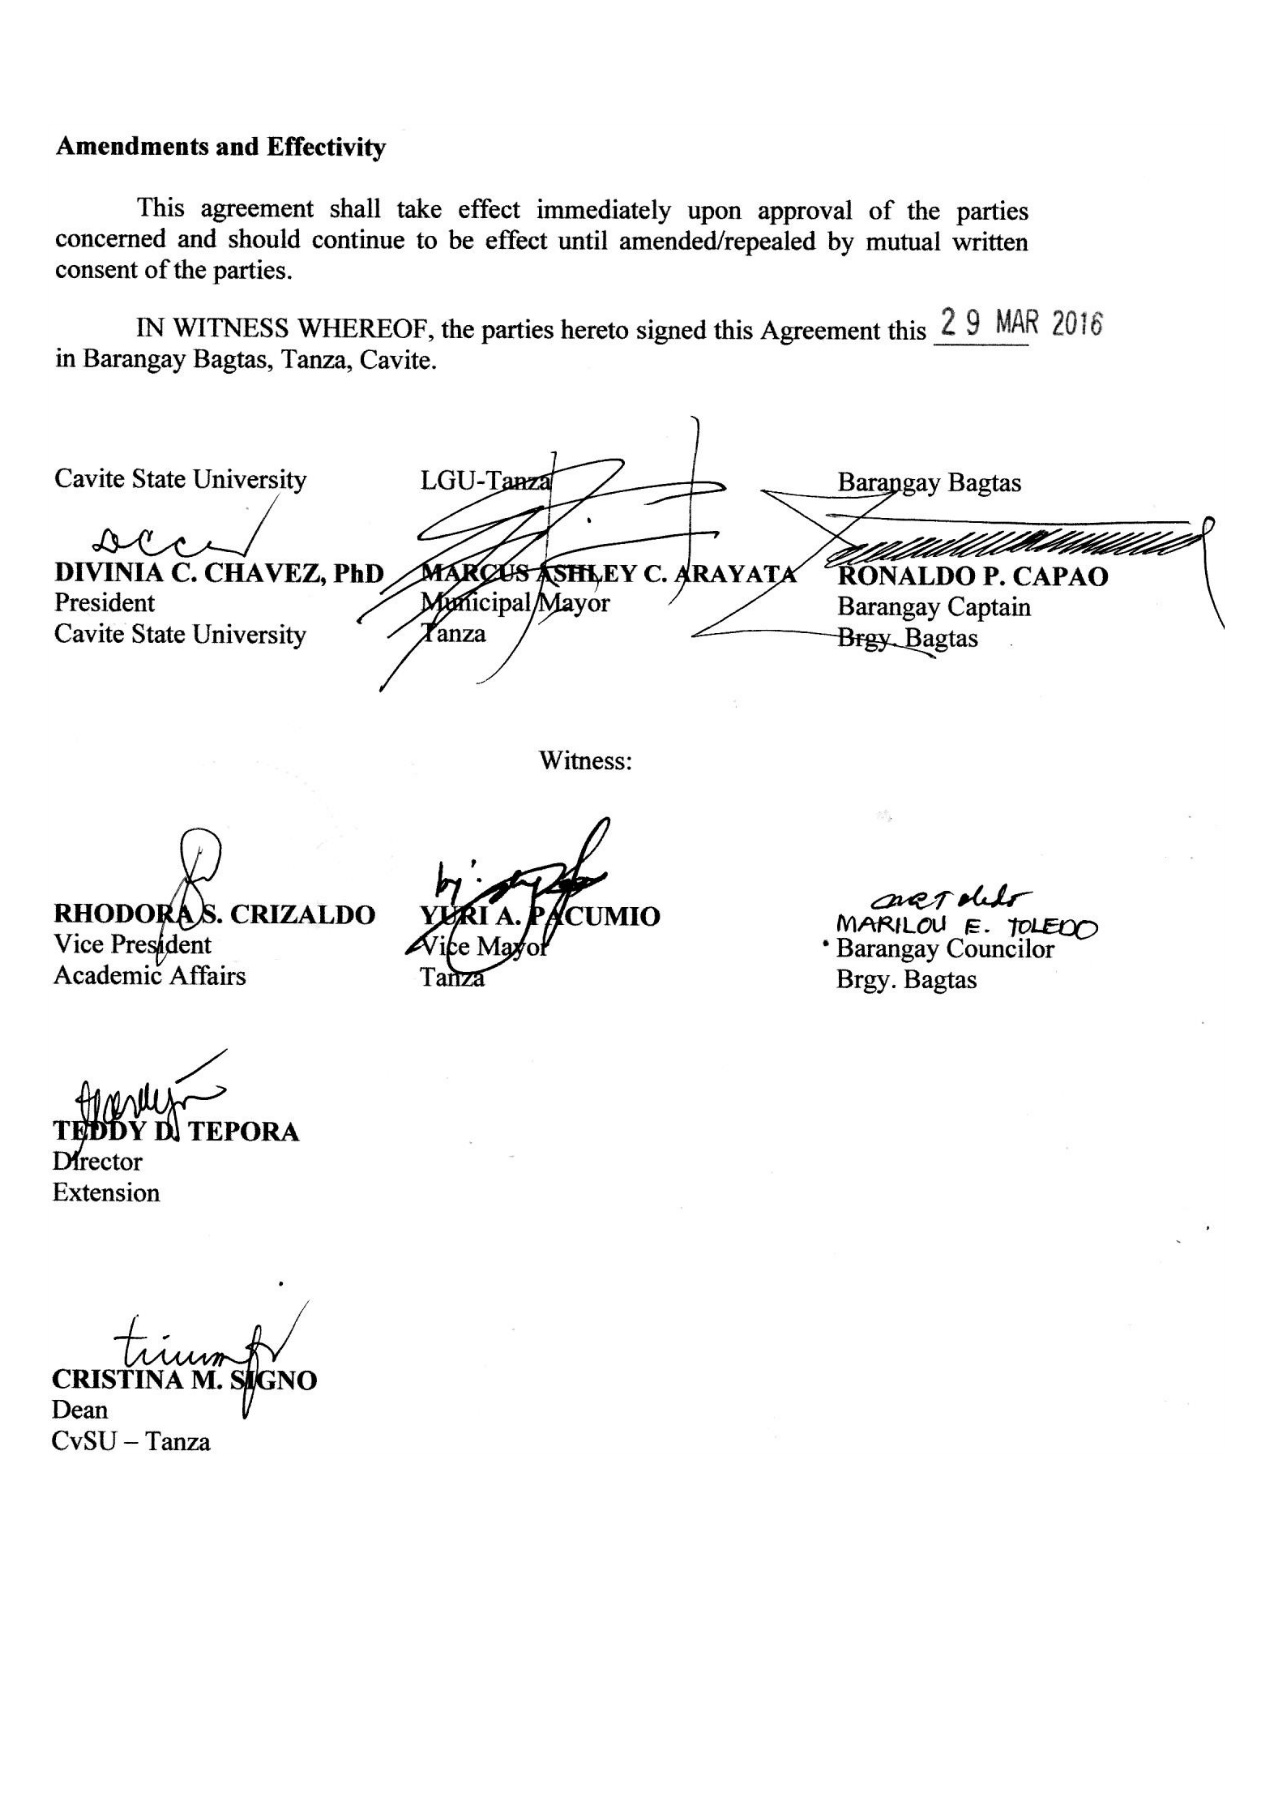 Amendments and Effectivity
This agreement shall take effect immediately upon approval of the parties
concerned and should continue to be effect until amended/repealed by mutual written
consent of the parties.
IN WITNESS WHEREOF, the parties hereto signed this Agreement this 29 MAR 2016
in Barangay Bagtas, Tanza, Cavite.
Cavite State University
LGU-Tanza
Barangay Bagtas
DIVINIA C. CHAVEZ, PhD
President
Cavite State University
MARCUS ASHLEY C. ARAYATA
Municipal Mayor
Tanza
RONALDO P. CAPAO
Barangay Captain
Brgy. Bagtas
Witness:
RHODORA S. CRIZALDO
Vice President
Academic Affairs
by:
YURI A. PACUMIO
Vice Mayor
Tanza
MARILOU E. TOLEDO
Barangay Councilor
Brgy. Bagtas
TEDDY D. TEPORA
Director
Extension
CRISTINA M. SIGNO
Dean
CvSU – Tanza